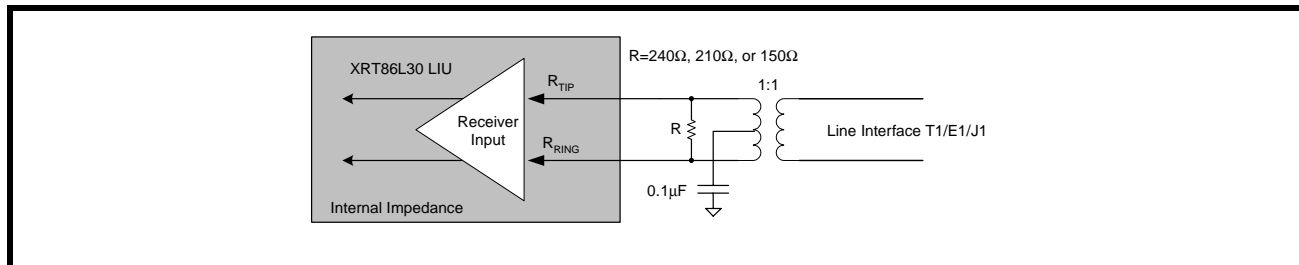 R=240Ω, 210Ω, or 150Ω
XRT86L30 LIU
1:1
RTIP
Receiver
Input
R
Line Interface T1/E1/J1
RRING
0.1μF
Internal Impedance